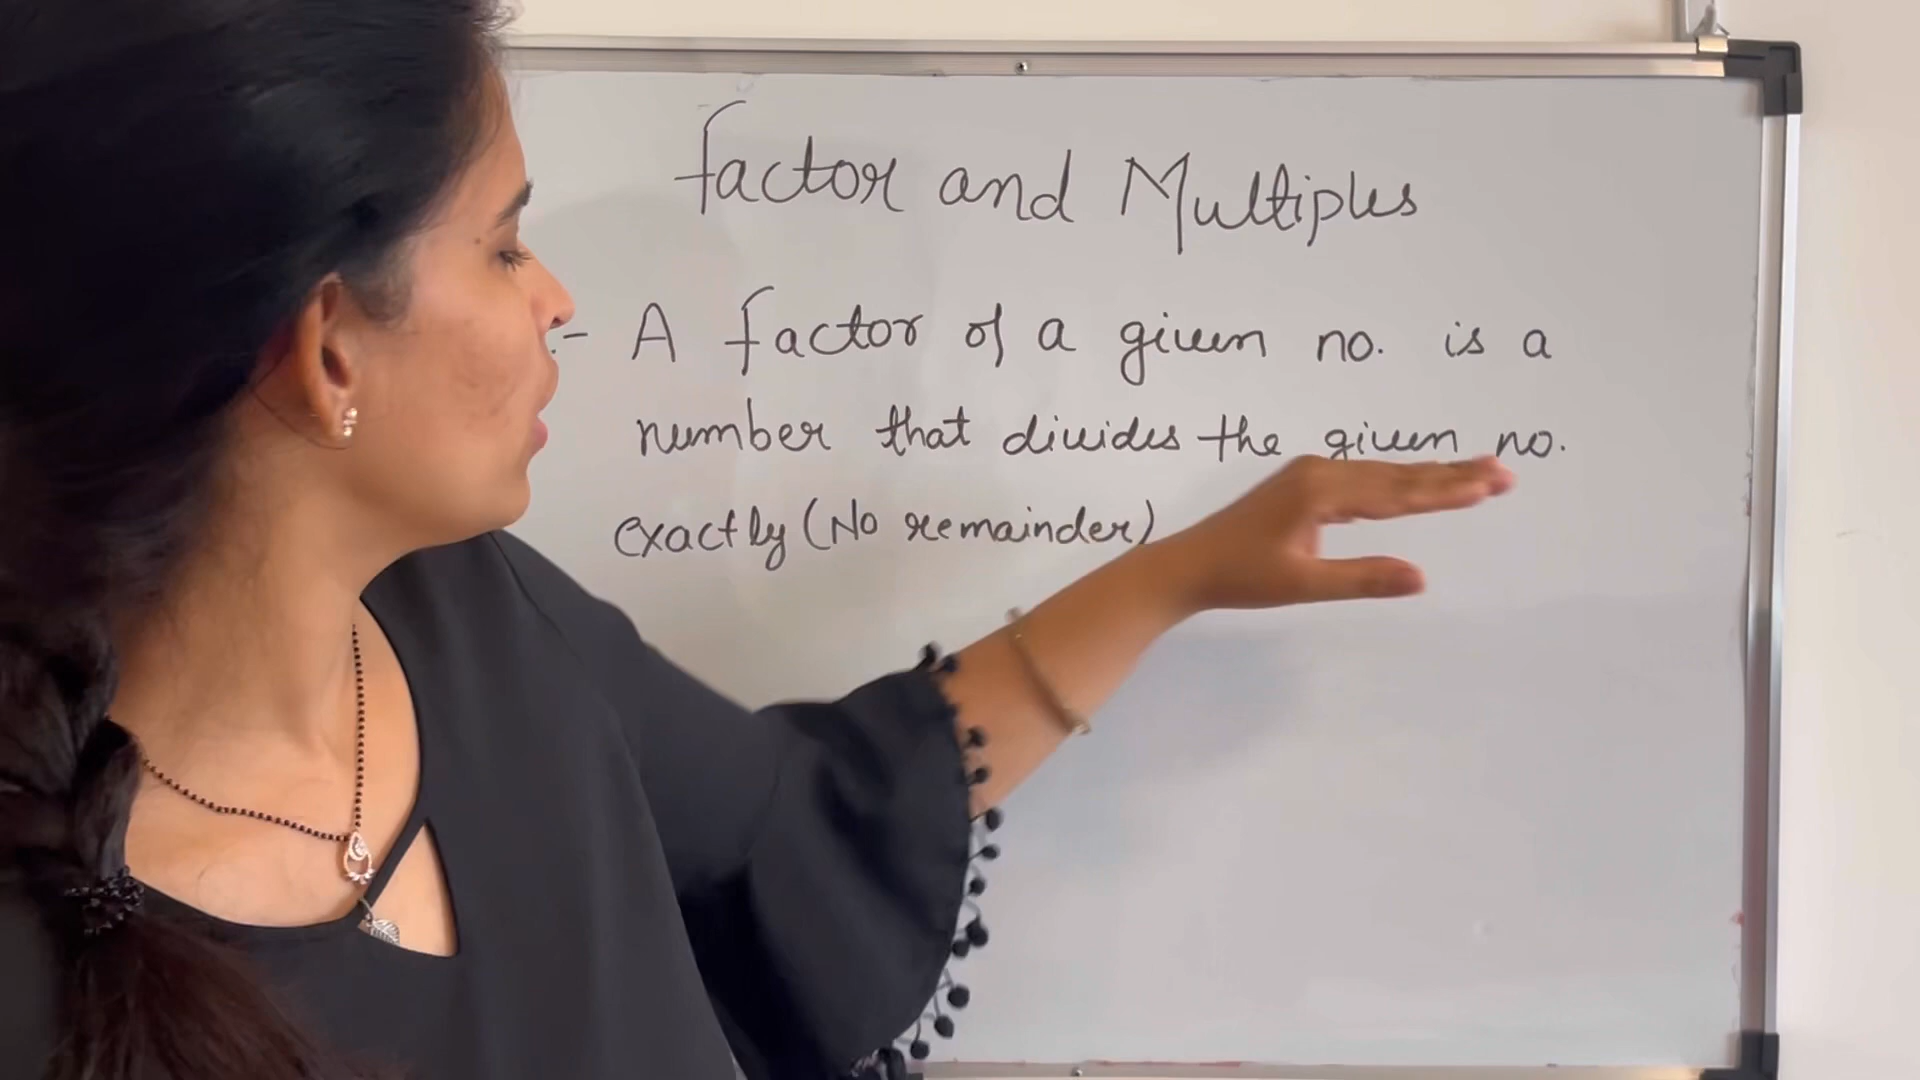 factor and Multiples
:- A factor of a given no. is a
number that divides the given no.
exactly (No remainder)